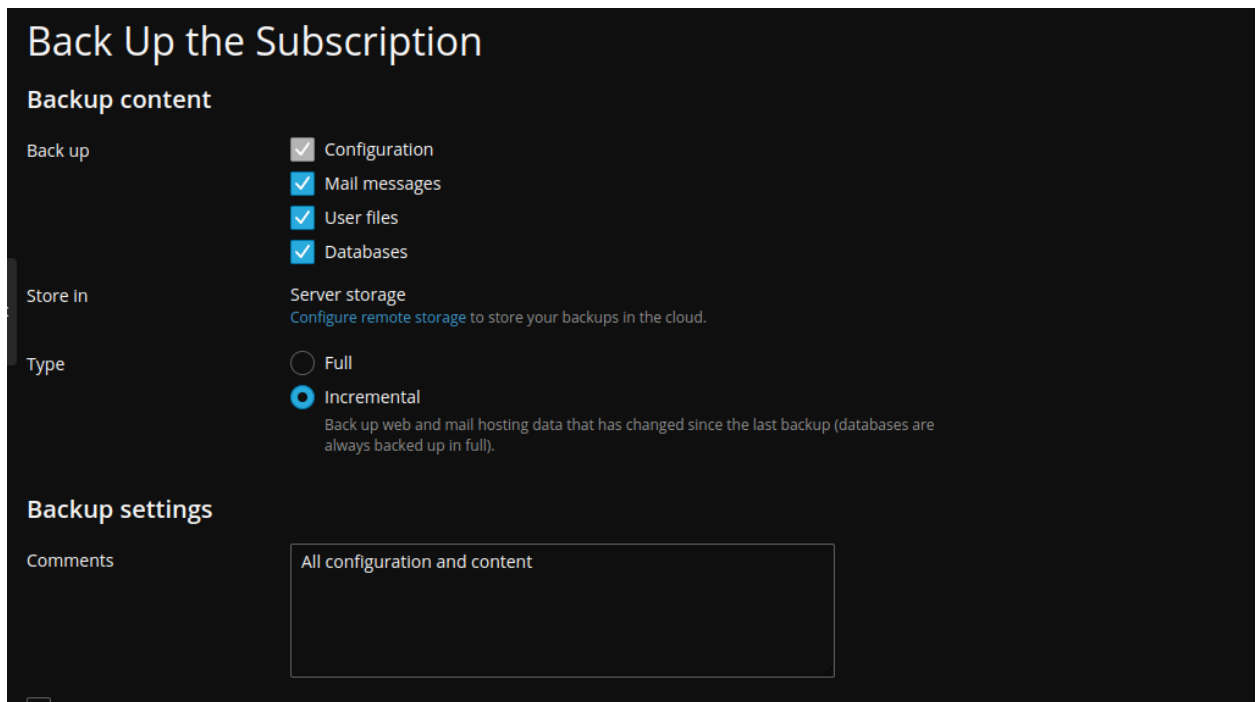 Back Up the Subscription
Backup content
Back up
Configuration
Mail messages
User files
Databases
Store in
Server storage
Configure remote storage to store your backups in the cloud.
Type
Full
Incremental
Back up web and mail hosting data that has changed since the last backup (databases are
always backed up in full).
Backup settings
Comments
All configuration and content